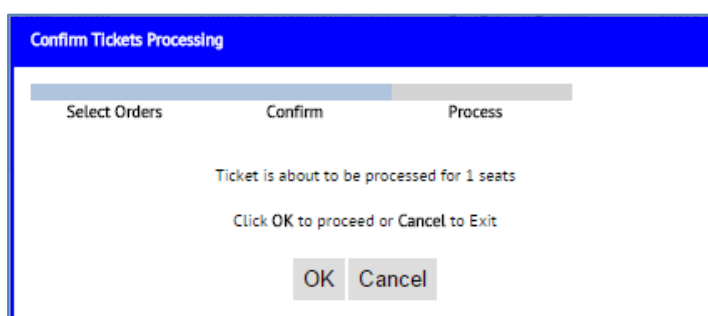 Confirm Tickets Processing
Select Orders Confirm Process
Ticket is about to be processed for 1 seats
Click OK to proceed or Cancel to Exit
OK Cancel